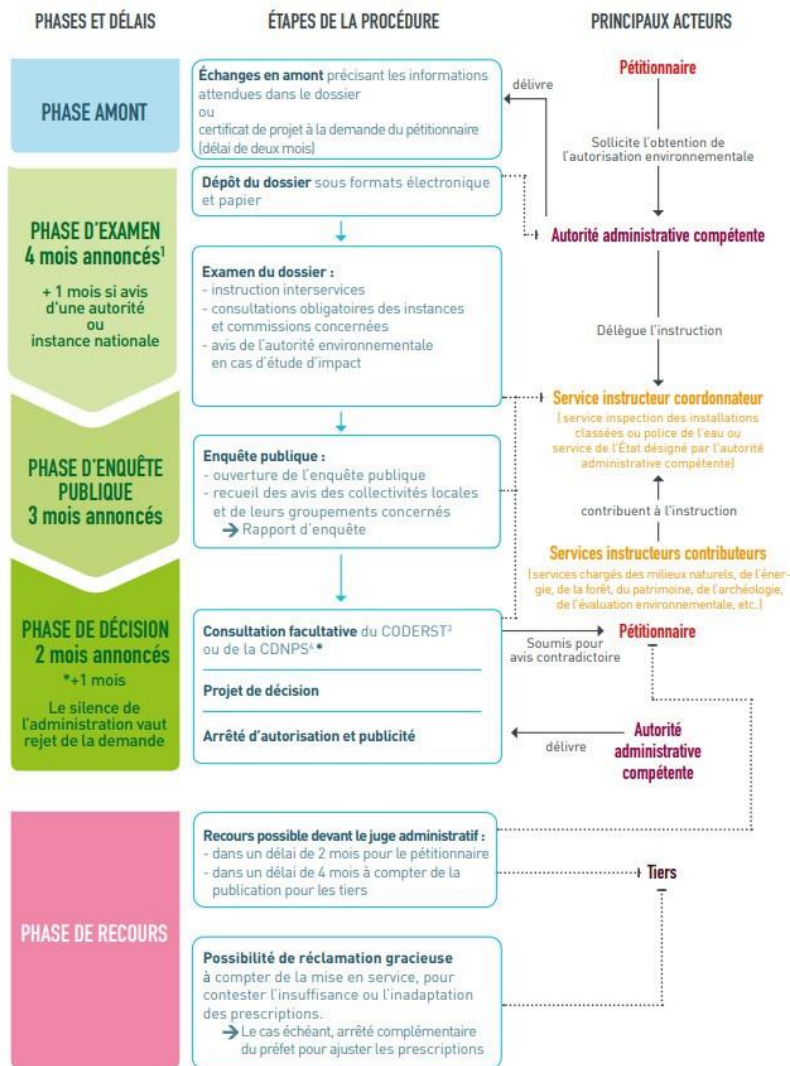 PHASES ET DÉLAIS
ÉTAPES DE LA PROCÉDURE
PRINCIPAUX ACTEURS
PHASE AMONT
Échanges en amont précisant les informations
attendues dans le dossier
ou
certificat de projet à la demande du pétitionnaire
(délai de deux mois)
délivre
Pétitionnaire
Sollicite l'obtention de
l'autorisation environnementale
Dépôt du dossier sous formats électronique
et papier
Autorité administrative compétente
PHASE D'EXAMEN
4 mois annoncés¹
+ 1 mois si avis
d'une autorité
ou
instance nationale
Examen du dossier :
- instruction interservices
- consultations obligatoires des instances
et commissions concernées
- avis de l'autorité environnementale
en cas d'étude d'impact
Délègue l'instruction
Service instructeur coordonnateur
(service inspection des installations
classées ou police de l'eau ou
service de l'État désigné par l'autorité
administrative compétente)
PHASE D'ENQUÊTE
PUBLIQUE
3 mois annoncés
Enquête publique :
- ouverture de l'enquête publique
- recueil des avis des collectivités locales
et de leurs groupements concernés
→ Rapport d'enquête
contribuent à l'instruction
Services instructeurs contributeurs
(services chargés des milieux naturels, de l'éner-
gie, de la forêt, du patrimoine, de l'archéologie,
de l'évaluation environnementale, etc.)
PHASE DE DÉCISION
2 mois annoncés
*+1 mois
Le silence de
l'administration vaut
rejet de la demande
Consultation facultative du CODERST³
ou de la CDNPS⁴*
Projet de décision
Arrêté d'autorisation et publicité
Soumis pour
avis contradictoire
Pétitionnaire
délivre
Autorité
administrative
compétente
PHASE DE RECOURS
Recours possible devant le juge administratif :
- dans un délai de 2 mois pour le pétitionnaire
- dans un délai de 4 mois à compter de la
publication pour les tiers
Tiers
Possibilité de réclamation gracieuse
à compter de la mise en service, pour
contester l'insuffisance ou l'inadaptation
des prescriptions.
→ Le cas échéant, arrêté complémentaire
du préfet pour ajuster les prescriptions